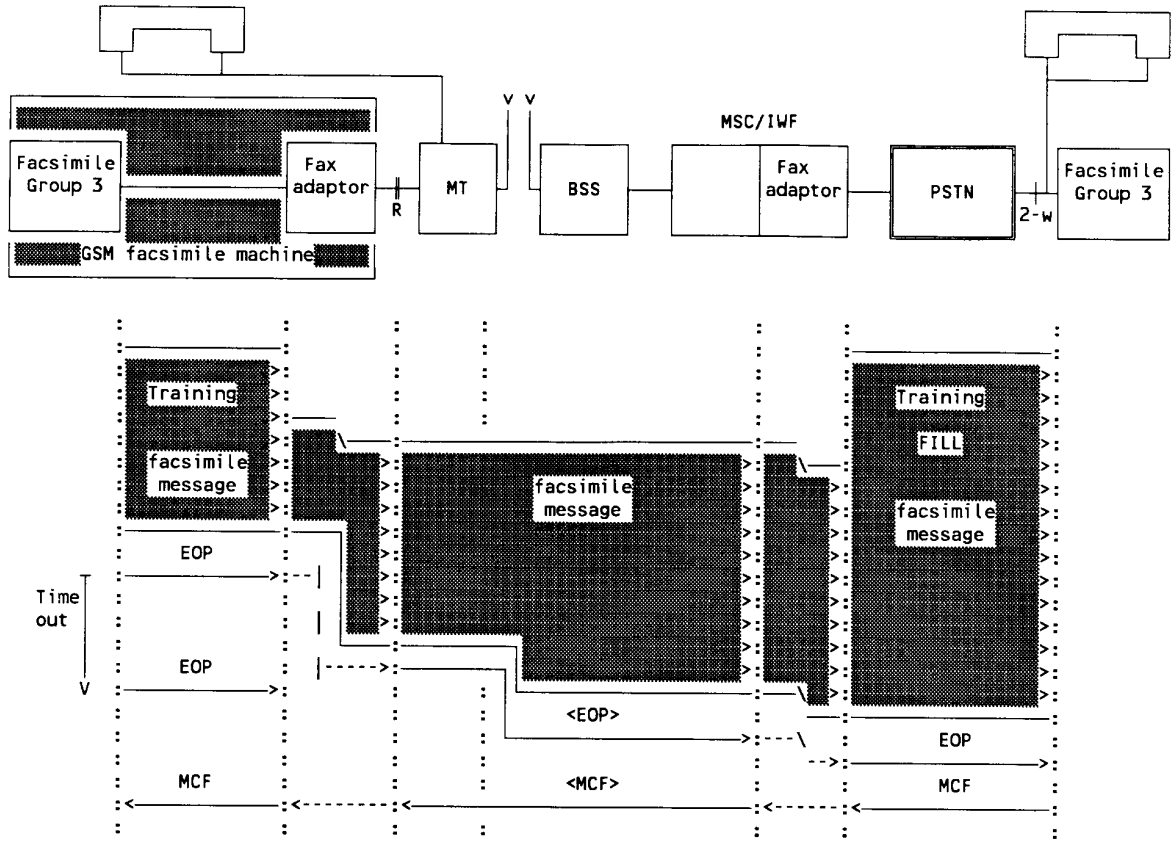 MSC/IWF
Facsimile
Group 3
Fax
adaptor
R
MT
V V
BSS
Fax
adaptor
PSTN
2-w
Facsimile
Group 3
GSM facsimile machine
Training
facsimile
message
facsimile
message
Training
FILL
facsimile
message
EOP
Time
out
EOP
V
<EOP>
EOP
MCF
<MCF>
MCF